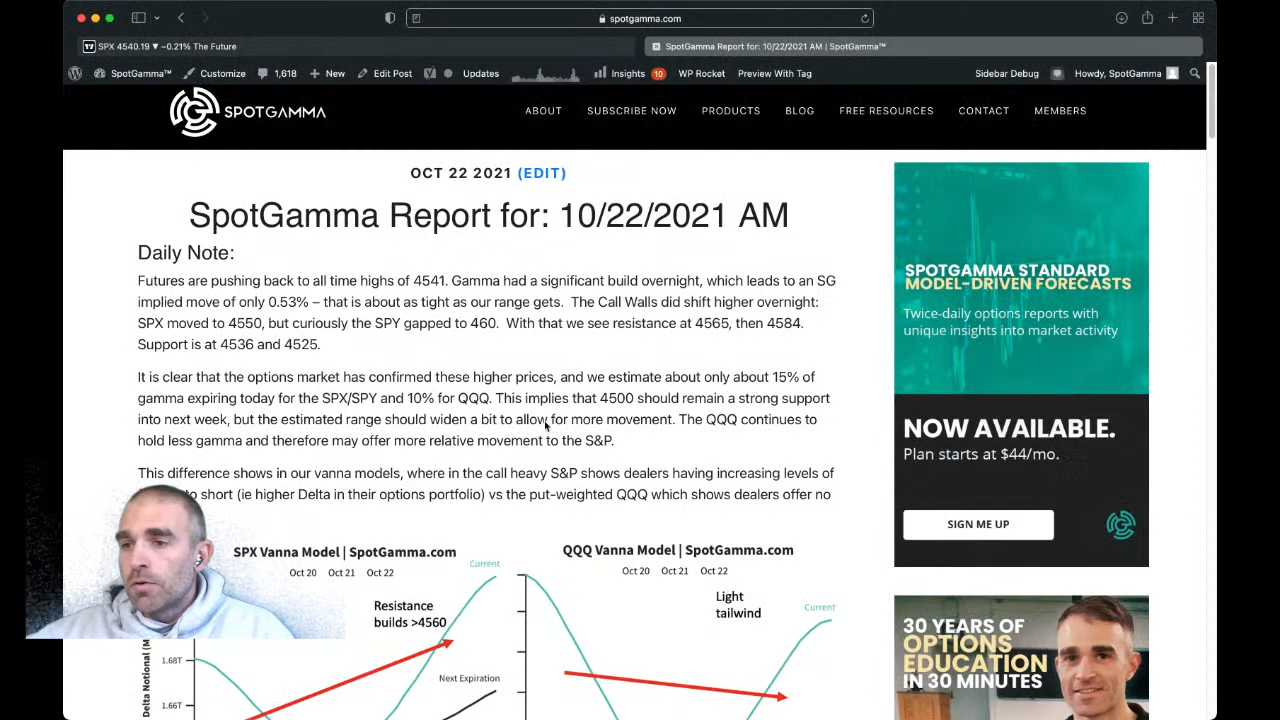 spotgamma.com
SPX 4540.19 ▼ −0.21% The Future
SpotGamma Report for: 10/22/2021 AM | SpotGamma™
SpotGamma™ Customize 1,618 + New Edit Post Updates Insights 10 WP Rocket Preview With Tag Sidebar Debug Howdy, SpotGamma
SPOTGAMMA
ABOUT SUBSCRIBE NOW PRODUCTS BLOG FREE RESOURCES CONTACT MEMBERS
OCT 22 2021 (EDIT)
SpotGamma Report for: 10/22/2021 AM
Daily Note:
Futures are pushing back to all time highs of 4541. Gamma had a significant build overnight, which leads to an SG
implied move of only 0.53% – that is about as tight as our range gets. The Call Walls did shift higher overnight:
SPX moved to 4550, but curiously the SPY gapped to 460. With that we see resistance at 4565, then 4584.
Support is at 4536 and 4525.
It is clear that the options market has confirmed these higher prices, and we estimate about only about 15% of
gamma expiring today for the SPX/SPY and 10% for QQQ. This implies that 4500 should remain a strong support
into next week, but the estimated range should widen a bit to allow for more movement. The QQQ continues to
hold less gamma and therefore may offer more relative movement to the S&P.
This difference shows in our vanna models, where in the call heavy S&P shows dealers having increasing levels of
to short (ie higher Delta in their options portfolio) vs the put-weighted QQQ which shows dealers offer no
SPX Vanna Model | SpotGamma.com
Oct 20 Oct 21 Oct 22
Current
Resistance
builds >4560
Next Expiration
Delta Notional (M
1.68T
1.66T
QQQ Vanna Model | SpotGamma.com
Oct 20 Oct 21 Oct 22
Light
tailwind
Current
SPOTGAMMA STANDARD
MODEL-DRIVEN FORECASTS
Twice-daily options reports with
unique insights into market activity
NOW AVAILABLE.
Plan starts at $44/mo.
SIGN ME UP
30 YEARS OF
OPTIONS
EDUCATION
IN 30 MINUTES